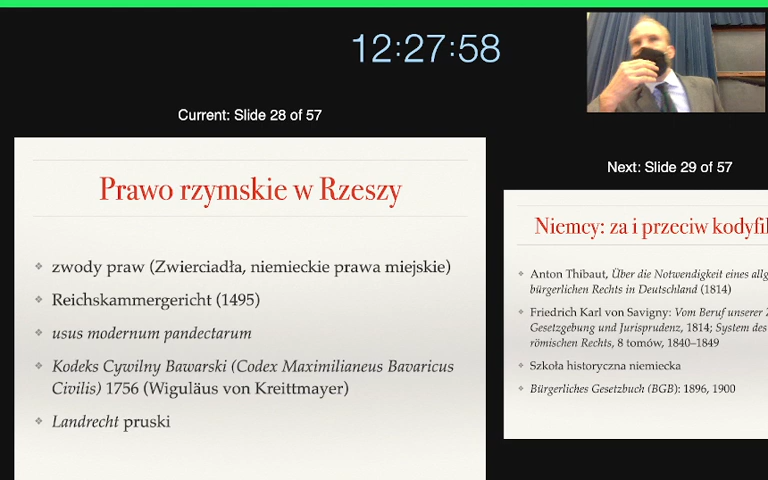 12:27:58
Current: Slide 28 of 57
Prawo rzymskie w Rzeszy
❖ zwody praw (Zwierciadła, niemieckie prawa miejskie)
❖ Reichskammergericht (1495)
❖ usus modernum pandectarum
❖ Kodeks Cywilny Bawarski (Codex Maximilianeus Bavaricus
Civilis) 1756 (Wiguläus von Kreittmayer)
❖ Landrecht pruski
Next: Slide 29 of 57
Niemcy: za i przeciw kodyfi
❖ Anton Thibaut, Über die Notwendigkeit eines allg
bürgerlichen Rechts in Deutschland (1814)
❖ Friedrich Karl von Savigny: Vom Beruf unserer Z
Gesetzgebung und Jurisprudenz, 1814; System des
römischen Rechts, 8 tomów, 1840–1849
❖ Szkoła historyczna niemiecka
❖ Bürgerliches Gesetzbuch (BGB): 1896, 1900